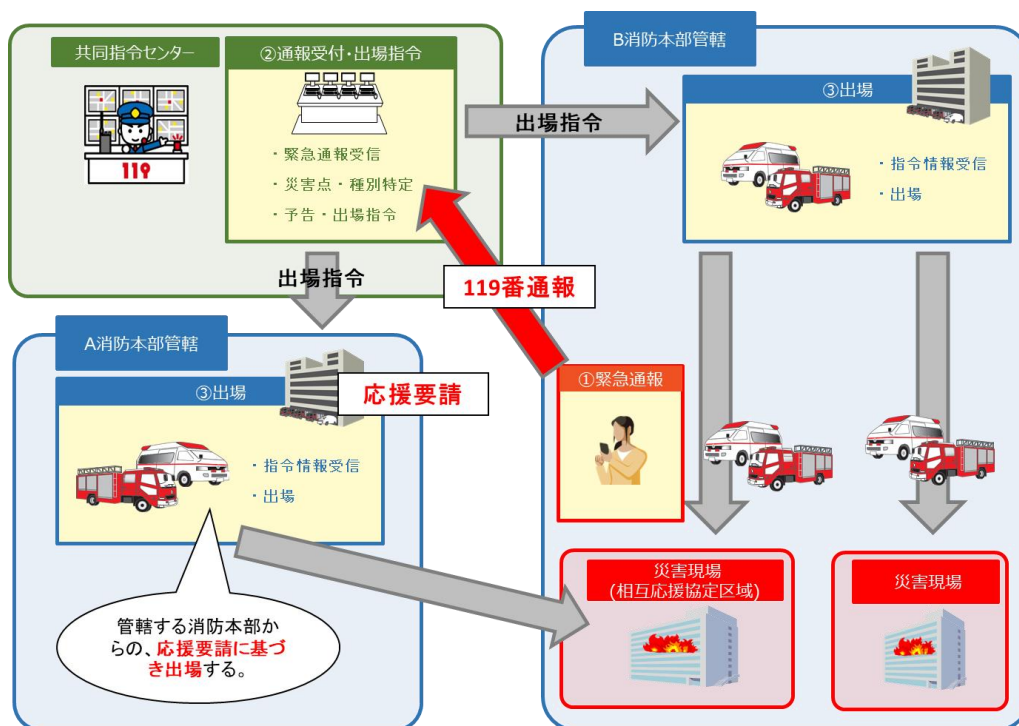 共同指令センター
119
②通報受付・出場指令
・緊急通報受信
・災害点・種別特定
・予告・出場指令
出場指令
B消防本部管轄
③出場
・指令情報受信
・出場
出場指令
119番通報
A消防本部管轄
③出場
応援要請
・指令情報受信
・出場
管轄する消防本部か
らの、応援要請に基づ
き出場する。
①緊急通報
災害現場
(相互応援協定区域)
災害現場